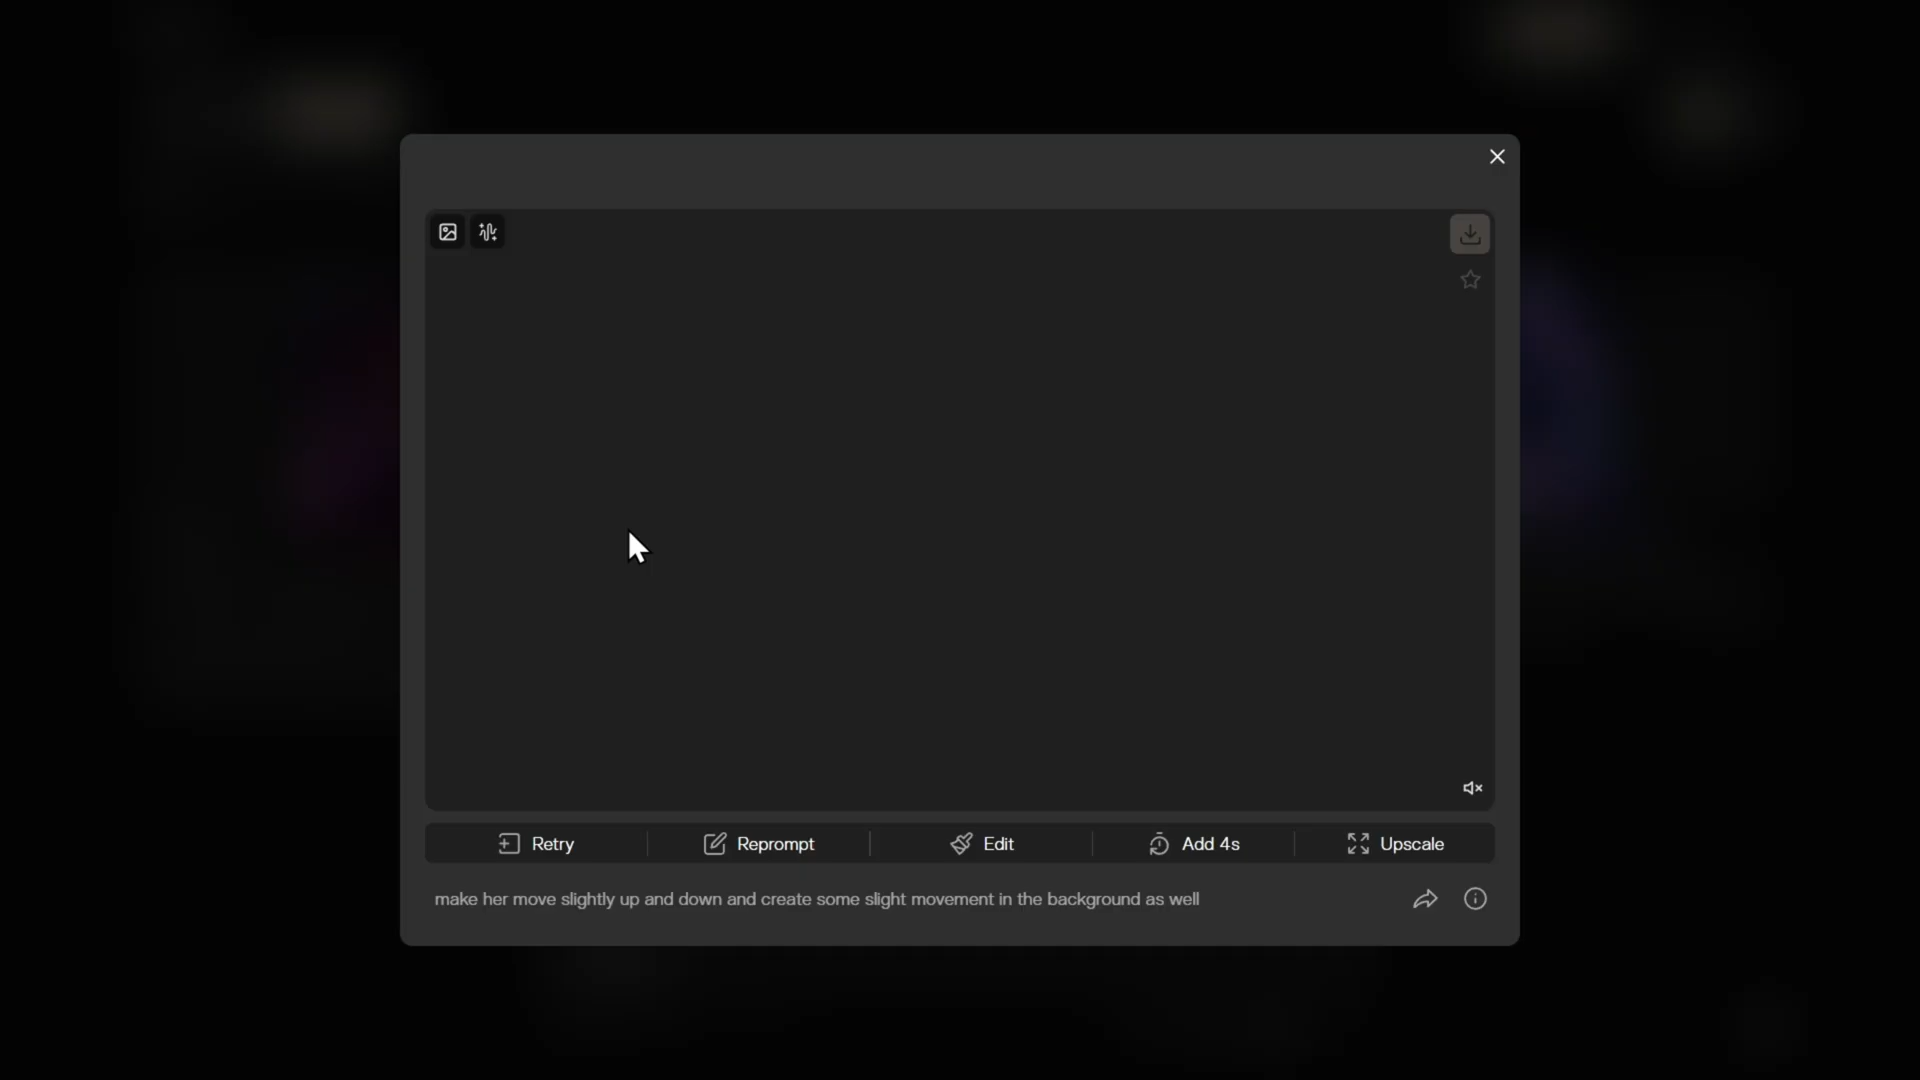 Retry
Reprompt
Edit
Add 4s
Upscale
make her move slightly up and down and create some slight movement in the background as well